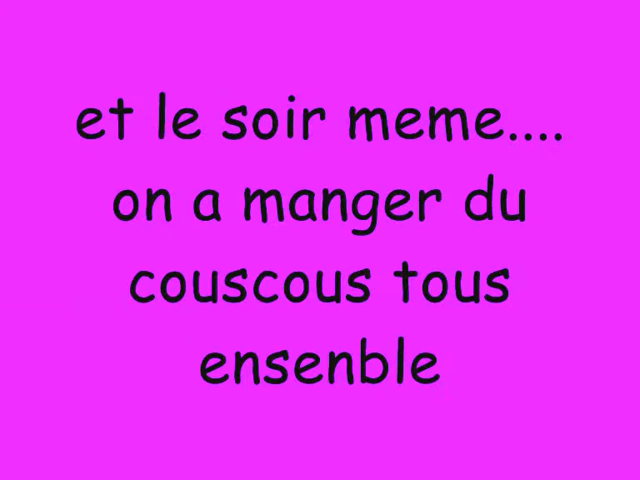 et le soir meme....
on a manger du
couscous tous
ensenble